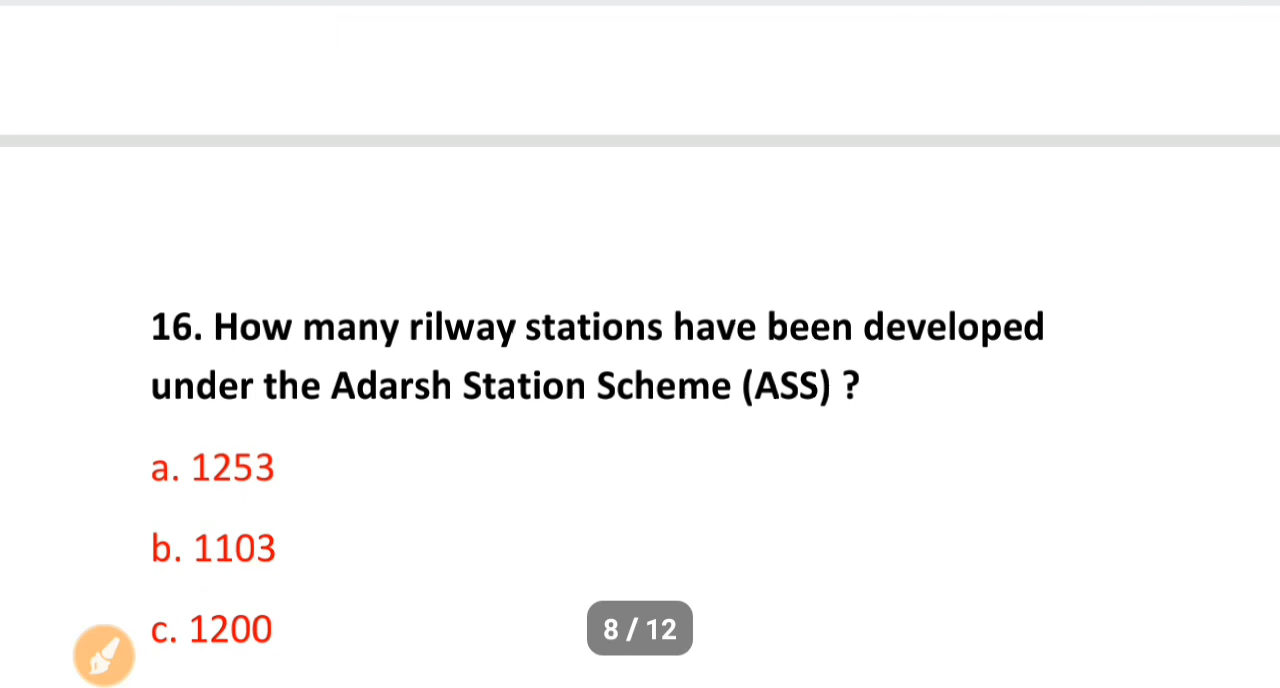 16. How many rilway stations have been developed
under the Adarsh Station Scheme (ASS) ?
a. 1253
b. 1103
c. 1200
8 / 12